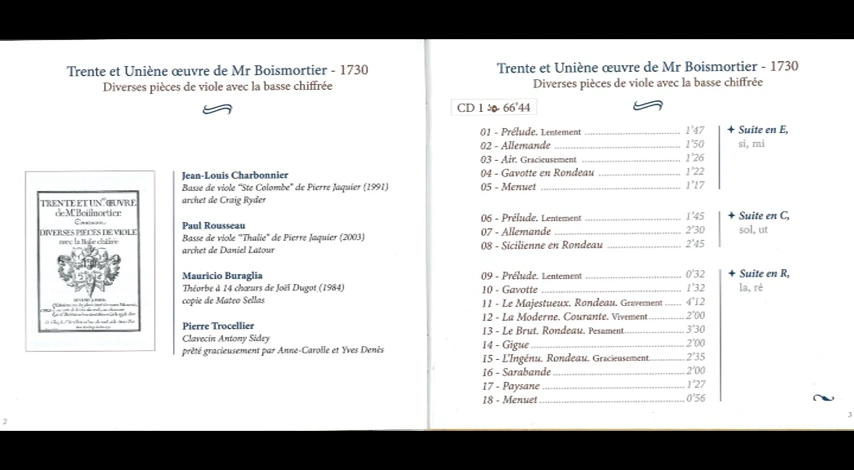 Trente et Uniène œuvre de Mr Boismortier - 1730
Diverses pièces de viole avec la basse chiffrée
TRENTE ET UN.e ŒUVRE
de Mr. Boismortier
Contenant
DIVERSES PIECES DE VIOLE
avec la Basse chifrée
Jean-Louis Charbonnier
Basse de viole “Ste Colombe” de Pierre Jaquier (1991)
archet de Craig Ryder
Paul Rousseau
Basse de viole “Thalie” de Pierre Jaquier (2003)
archet de Daniel Latour
Mauricio Buraglia
Théorbe à 14 chœurs de Joël Dugot (1984)
copie de Mateo Sellas
Pierre Trocellier
Clavecin Antony Sidey
prêté gracieusement par Anne-Carolle et Yves Denès
2
Trente et Uniène œuvre de Mr Boismortier - 1730
Diverses pièces de viole avec la basse chiffrée
CD 1 66’44
01 - Prélude. Lentement 1’47
02 - Allemande 1’50
03 - Air. Gracieusement 1’26
04 - Gavotte en Rondeau 1’22
05 - Menuet 1’17
Suite en E,
si, mi
06 - Prélude. Lentement 1’45
07 - Allemande 2’30
08 - Sicilienne en Rondeau 2’45
Suite en C,
sol, ut
09 - Prélude. Lentement 0’32
10 - Gavotte 1’32
11 - Le Majestueux. Rondeau. Gravement 4’12
12 - La Moderne. Courante. Vivement 2’00
13 - Le Brut. Rondeau. Pesament 3’30
14 - Gigue 2’00
15 - L’Ingénu. Rondeau. Gracieusement 2’35
16 - Sarabande 2’00
17 - Paysane 1’27
18 - Menuet 0’56
Suite en R,
la, ré
3